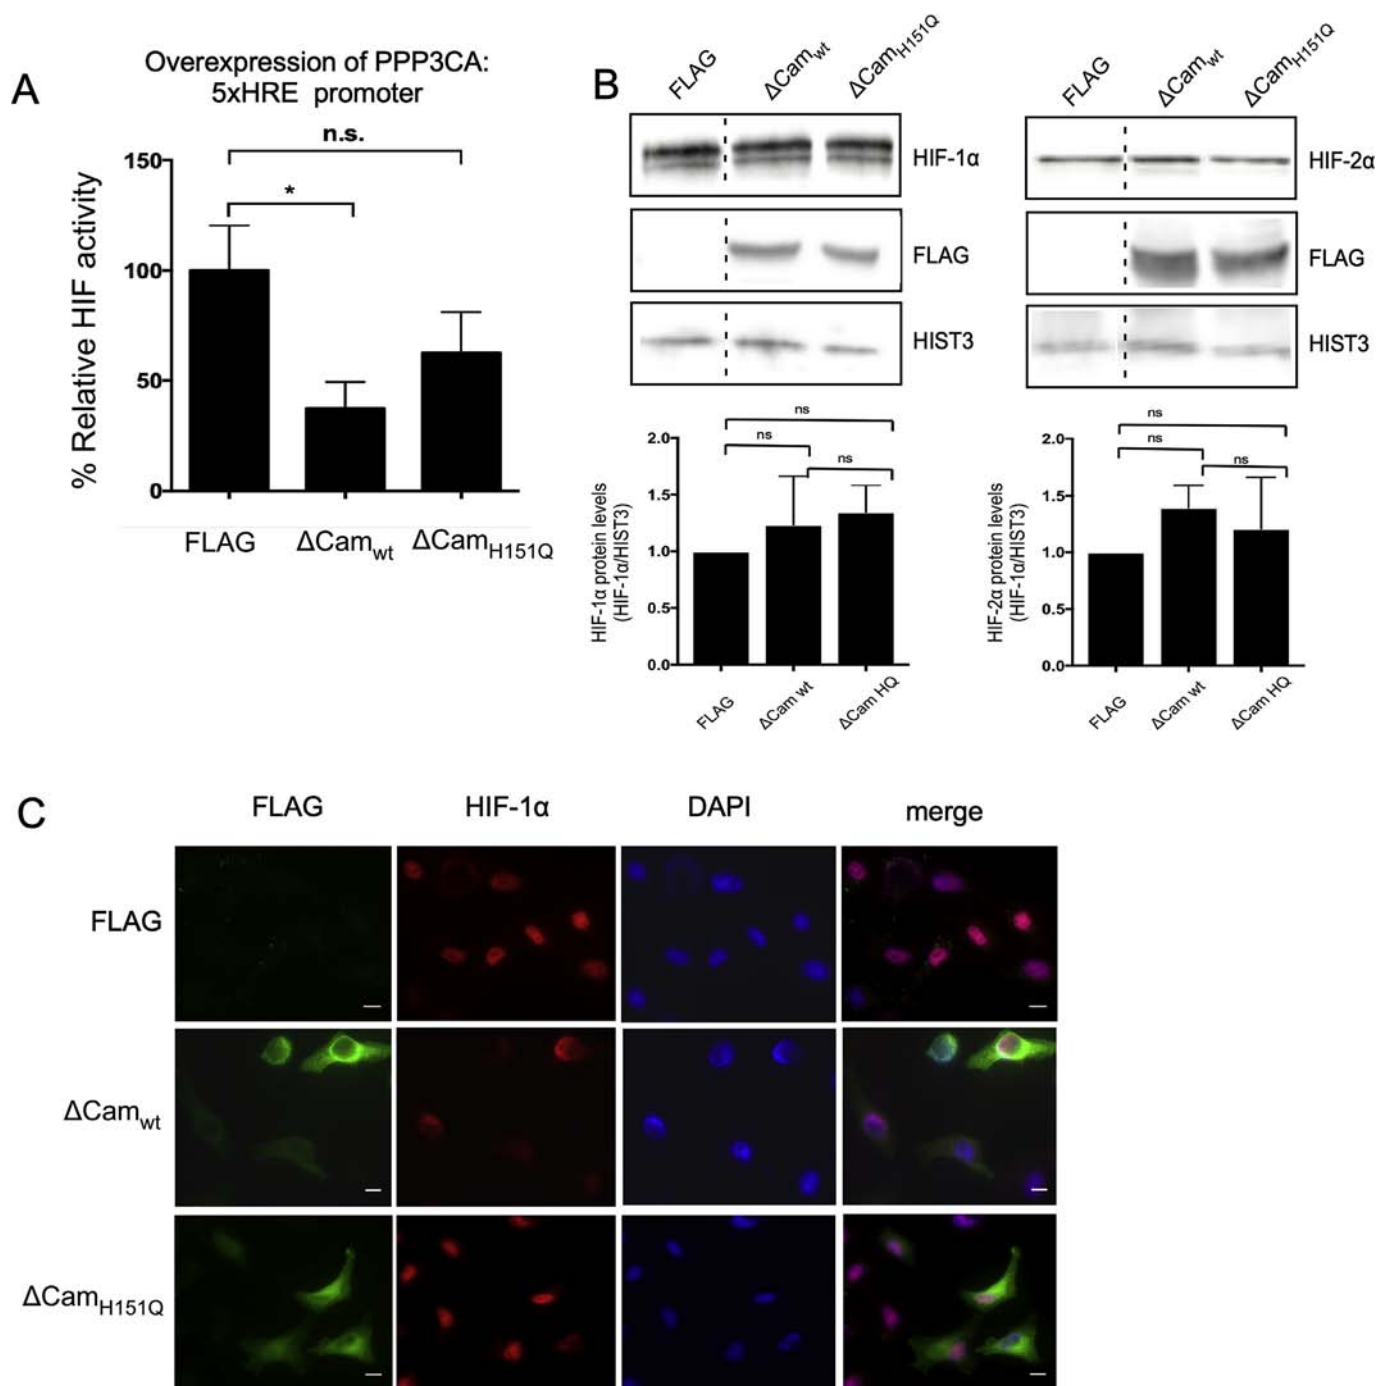 A
Overexpression of PPP3CA:
5xHRE promoter
n.s.
*
% Relative HIF activity
150
100
50
0
FLAG ΔCamwt ΔCamH151Q
B
FLAG ΔCamwt ΔCamH151Q
HIF-1α
FLAG
HIST3
ns
ns
ns
HIF-1α protein levels
(HIF-1α/HIST3)
2.0
1.5
1.0
0.5
0.0
FLAG ΔCam wt ΔCam HQ
FLAG ΔCamwt ΔCamH151Q
HIF-2α
FLAG
HIST3
ns
ns
ns
HIF-2α protein levels
(HIF-1α/HIST3)
2.0
1.5
1.0
0.5
0.0
FLAG ΔCam wt ΔCam HQ
C
FLAG HIF-1α DAPI merge
FLAG
ΔCamwt
ΔCamH151Q